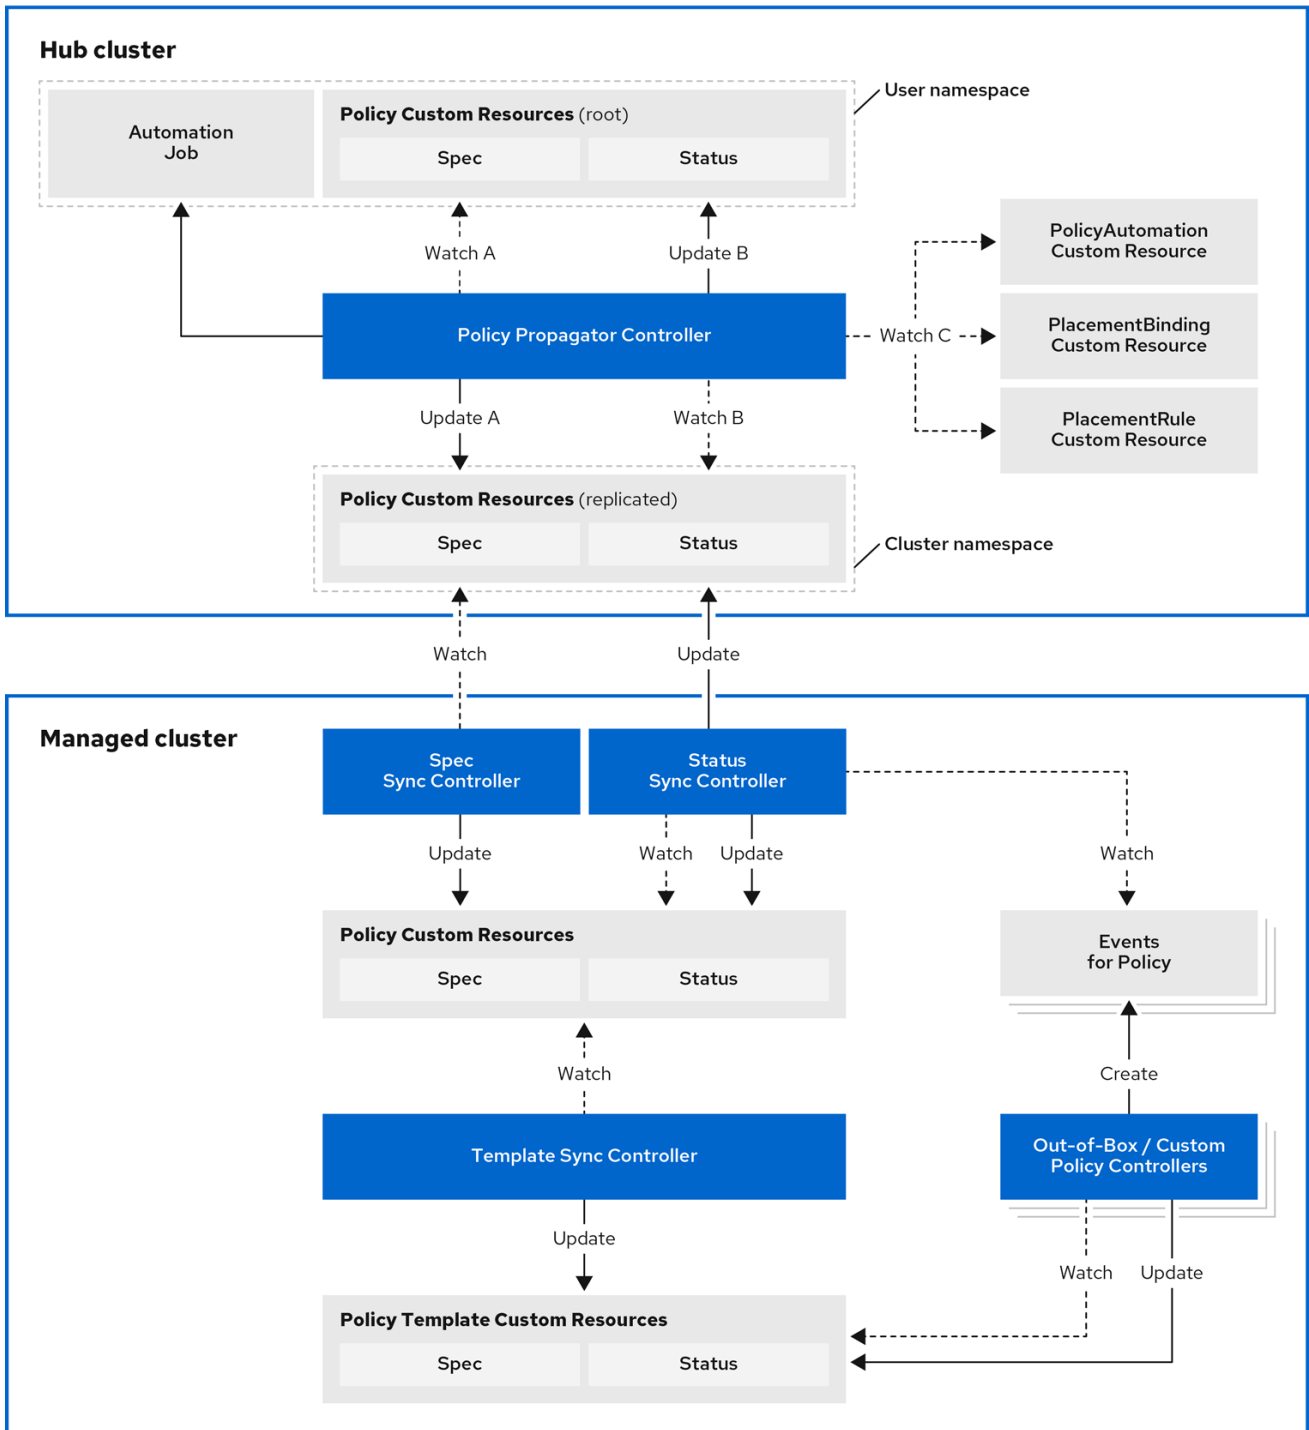 Hub cluster
User namespace
Automation
Job
Policy Custom Resources (root)
Spec
Status
Watch A
Update B
PolicyAutomation
Custom Resource
Policy Propagator Controller
Watch C
PlacementBinding
Custom Resource
Update A
Watch B
PlacementRule
Custom Resource
Policy Custom Resources (replicated)
Spec
Status
Cluster namespace
Watch
Update
Managed cluster
Spec
Sync Controller
Status
Sync Controller
Update
Watch
Update
Watch
Policy Custom Resources
Spec
Status
Events
for Policy
Watch
Create
Template Sync Controller
Out-of-Box / Custom
Policy Controllers
Update
Watch
Update
Policy Template Custom Resources
Spec
Status